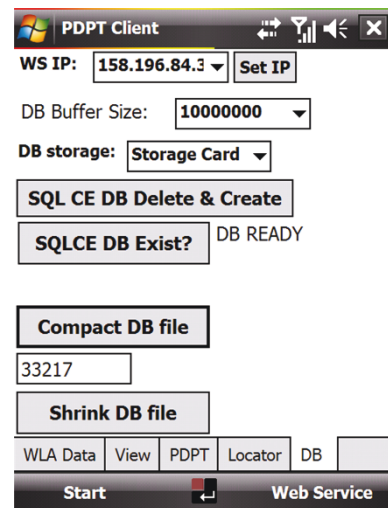 PDPT Client
WS IP: 158.196.84.3 Set IP
DB Buffer Size: 10000000
DB storage: Storage Card
SQL CE DB Delete & Create
SQLCE DB Exist? DB READY
Compact DB file
33217
Shrink DB file
WLA Data View PDPT Locator DB
Start Web Service